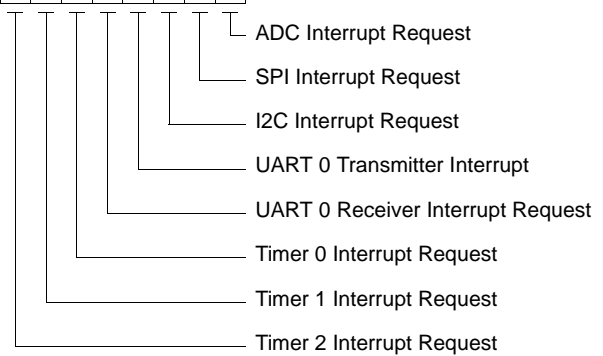 ADC Interrupt Request
SPI Interrupt Request
I2C Interrupt Request
UART 0 Transmitter Interrupt
UART 0 Receiver Interrupt Request
Timer 0 Interrupt Request
Timer 1 Interrupt Request
Timer 2 Interrupt Request